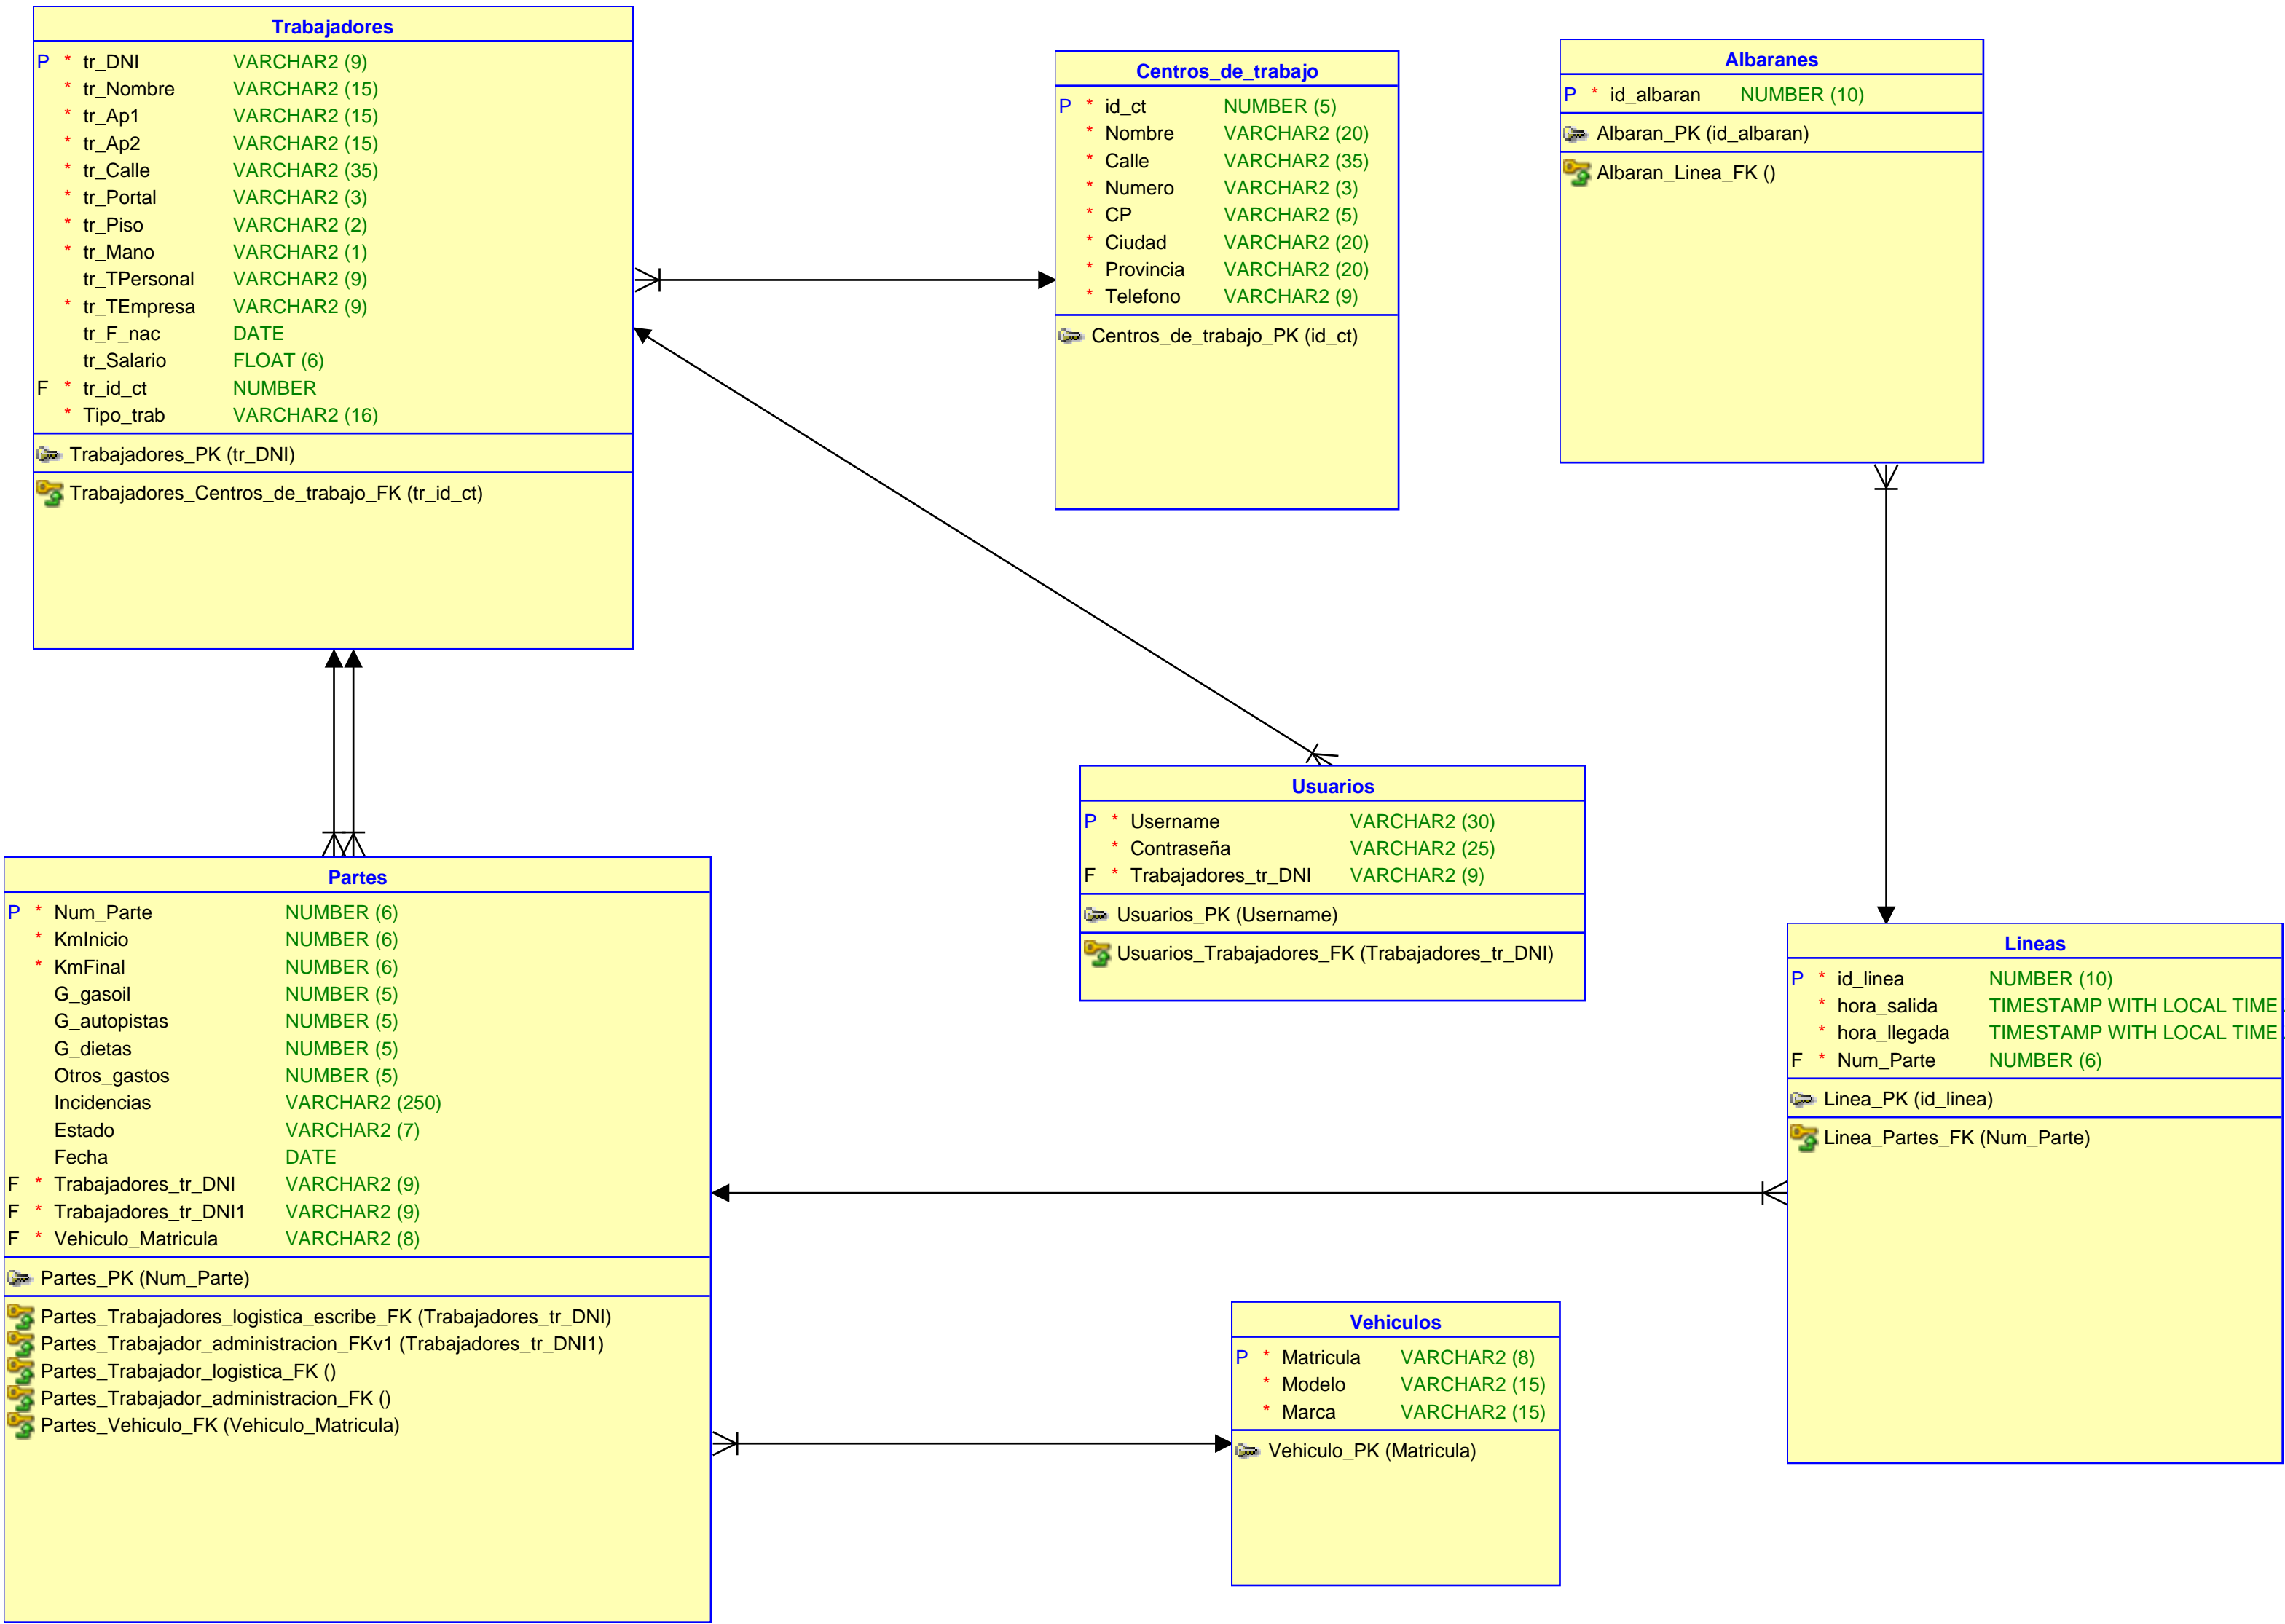 Trabajadores
P * tr_DNI VARCHAR2 (9)
* tr_Nombre VARCHAR2 (15)
* tr_Ap1 VARCHAR2 (15)
* tr_Ap2 VARCHAR2 (15)
* tr_Calle VARCHAR2 (35)
* tr_Portal VARCHAR2 (3)
* tr_Piso VARCHAR2 (2)
* tr_Mano VARCHAR2 (1)
tr_TPersonal VARCHAR2 (9)
* tr_TEmpresa VARCHAR2 (9)
tr_F_nac DATE
tr_Salario FLOAT (6)
F * tr_id_ct NUMBER
* Tipo_trab VARCHAR2 (16)
Trabajadores_PK (tr_DNI)
Trabajadores_Centros_de_trabajo_FK (tr_id_ct)
Centros_de_trabajo
P * id_ct NUMBER (5)
* Nombre VARCHAR2 (20)
* Calle VARCHAR2 (35)
* Numero VARCHAR2 (3)
* CP VARCHAR2 (5)
* Ciudad VARCHAR2 (20)
* Provincia VARCHAR2 (20)
* Telefono VARCHAR2 (9)
Centros_de_trabajo_PK (id_ct)
Albaranes
P * id_albaran NUMBER (10)
Albaran_PK (id_albaran)
Albaran_Linea_FK ()
Usuarios
P * Username VARCHAR2 (30)
* Contraseña VARCHAR2 (25)
F * Trabajadores_tr_DNI VARCHAR2 (9)
Usuarios_PK (Username)
Usuarios_Trabajadores_FK (Trabajadores_tr_DNI)
Partes
P * Num_Parte NUMBER (6)
* KmInicio NUMBER (6)
* KmFinal NUMBER (6)
G_gasoil NUMBER (5)
G_autopistas NUMBER (5)
G_dietas NUMBER (5)
Otros_gastos NUMBER (5)
Incidencias VARCHAR2 (250)
Estado VARCHAR2 (7)
Fecha DATE
F * Trabajadores_tr_DNI VARCHAR2 (9)
F * Trabajadores_tr_DNI1 VARCHAR2 (9)
F * Vehiculo_Matricula VARCHAR2 (8)
Partes_PK (Num_Parte)
Partes_Trabajadores_logistica_escribe_FK (Trabajadores_tr_DNI)
Partes_Trabajador_administracion_FKv1 (Trabajadores_tr_DNI1)
Partes_Trabajador_logistica_FK ()
Partes_Trabajador_administracion_FK ()
Partes_Vehiculo_FK (Vehiculo_Matricula)
Lineas
P * id_linea NUMBER (10)
* hora_salida TIMESTAMP WITH LOCAL TIME
* hora_llegada TIMESTAMP WITH LOCAL TIME
F * Num_Parte NUMBER (6)
Linea_PK (id_linea)
Linea_Partes_FK (Num_Parte)
Vehiculos
P * Matricula VARCHAR2 (8)
* Modelo VARCHAR2 (15)
* Marca VARCHAR2 (15)
Vehiculo_PK (Matricula)